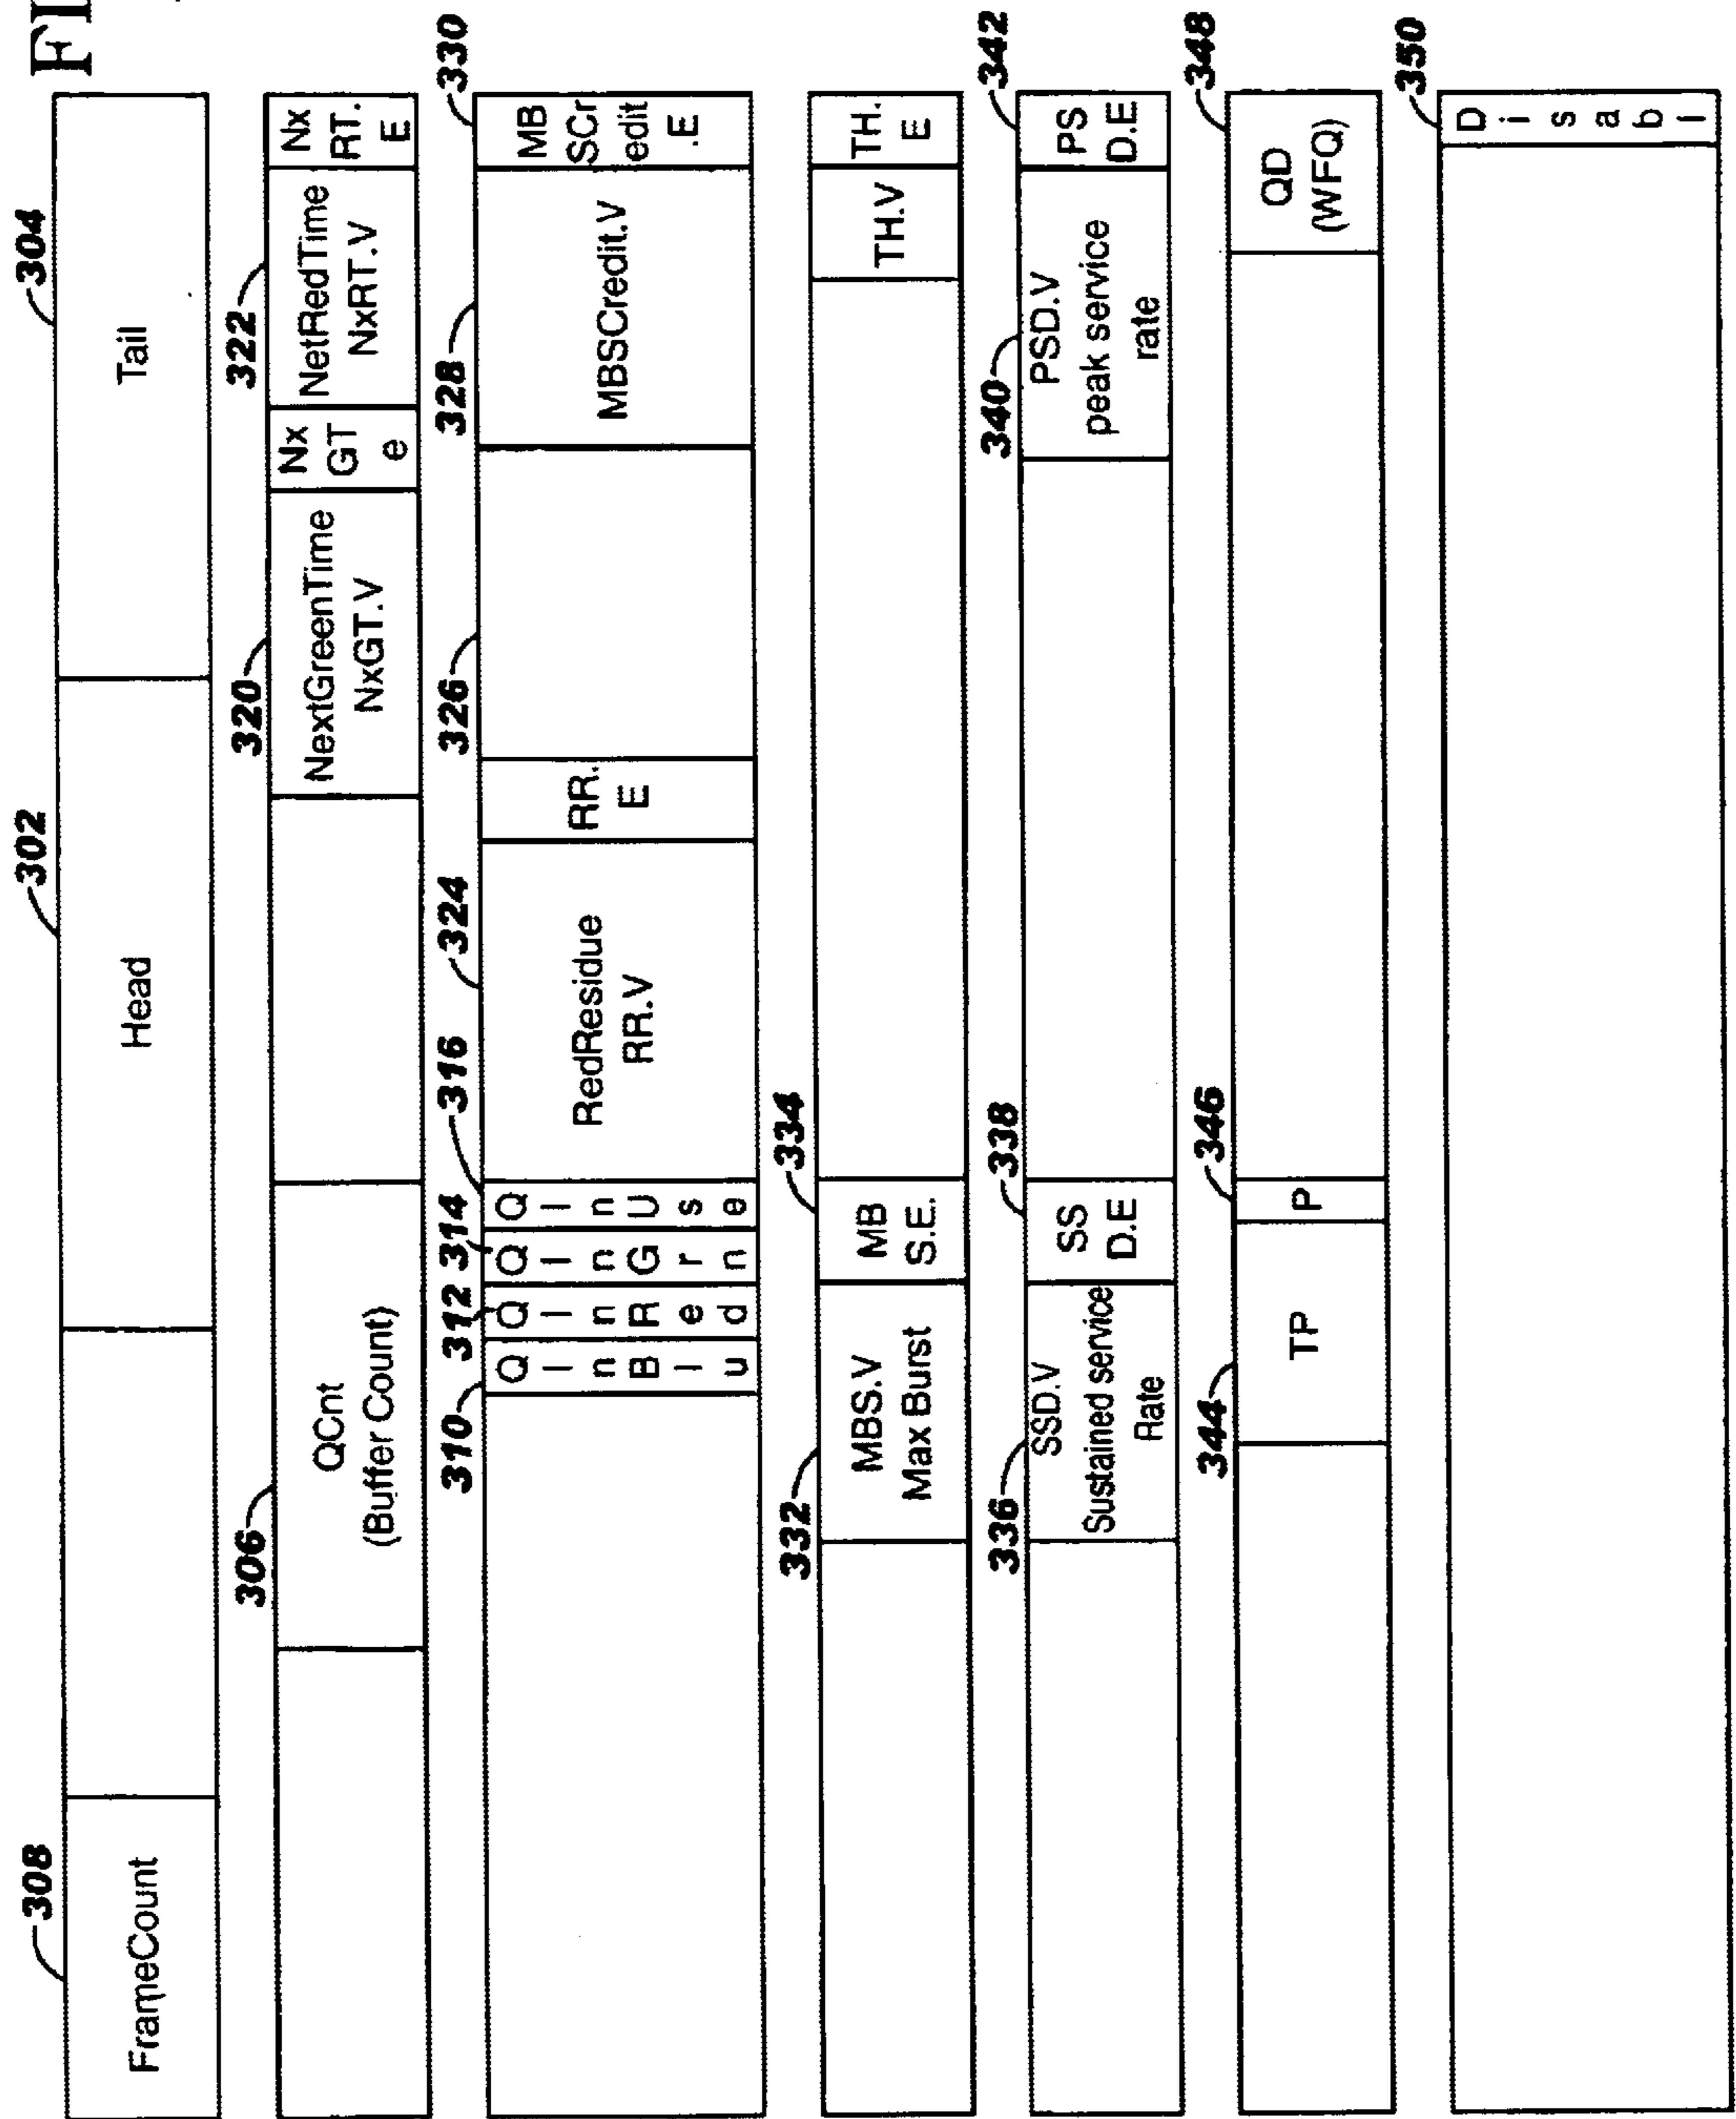 FI
308
302
304
FrameCount
Head
Tail
306
320
322
QCnt
(Buffer Count)
NextGreenTime
NxGT.V
Nx
GT
e
NetRedTime
NxRT.V
Nx
RT.
E
310
312
314
316
324
326
328
330
Q
I
n
B
l
u
Q
I
n
R
e
d
Q
I
n
G
r
n
Q
I
n
U
s
e
RedResidue
RR.V
RR.
E
MBSCredit.V
MB
SCr
edit
.E
332
334
MBS.V
Max Burst
MB
S.E.
TH.V
TH.
E
336
338
340
342
SSD.V
Sustained service
Rate
SS
D.E
PSD.V
peak service
rate
PS
D.E
344
346
348
TP
P
QD
(WFQ)
350
D
i
s
a
b
l